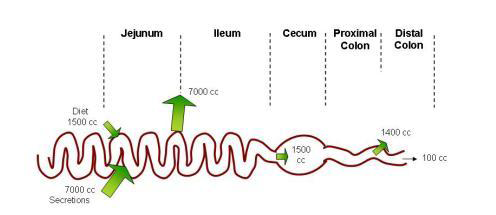 Jejunum
Ileum
Cecum
Proximal
Colon
Distal
Colon
7000 cc
Diet
1500 cc
1500
cc
1400 cc
100 cc
7000 cc
Secretions